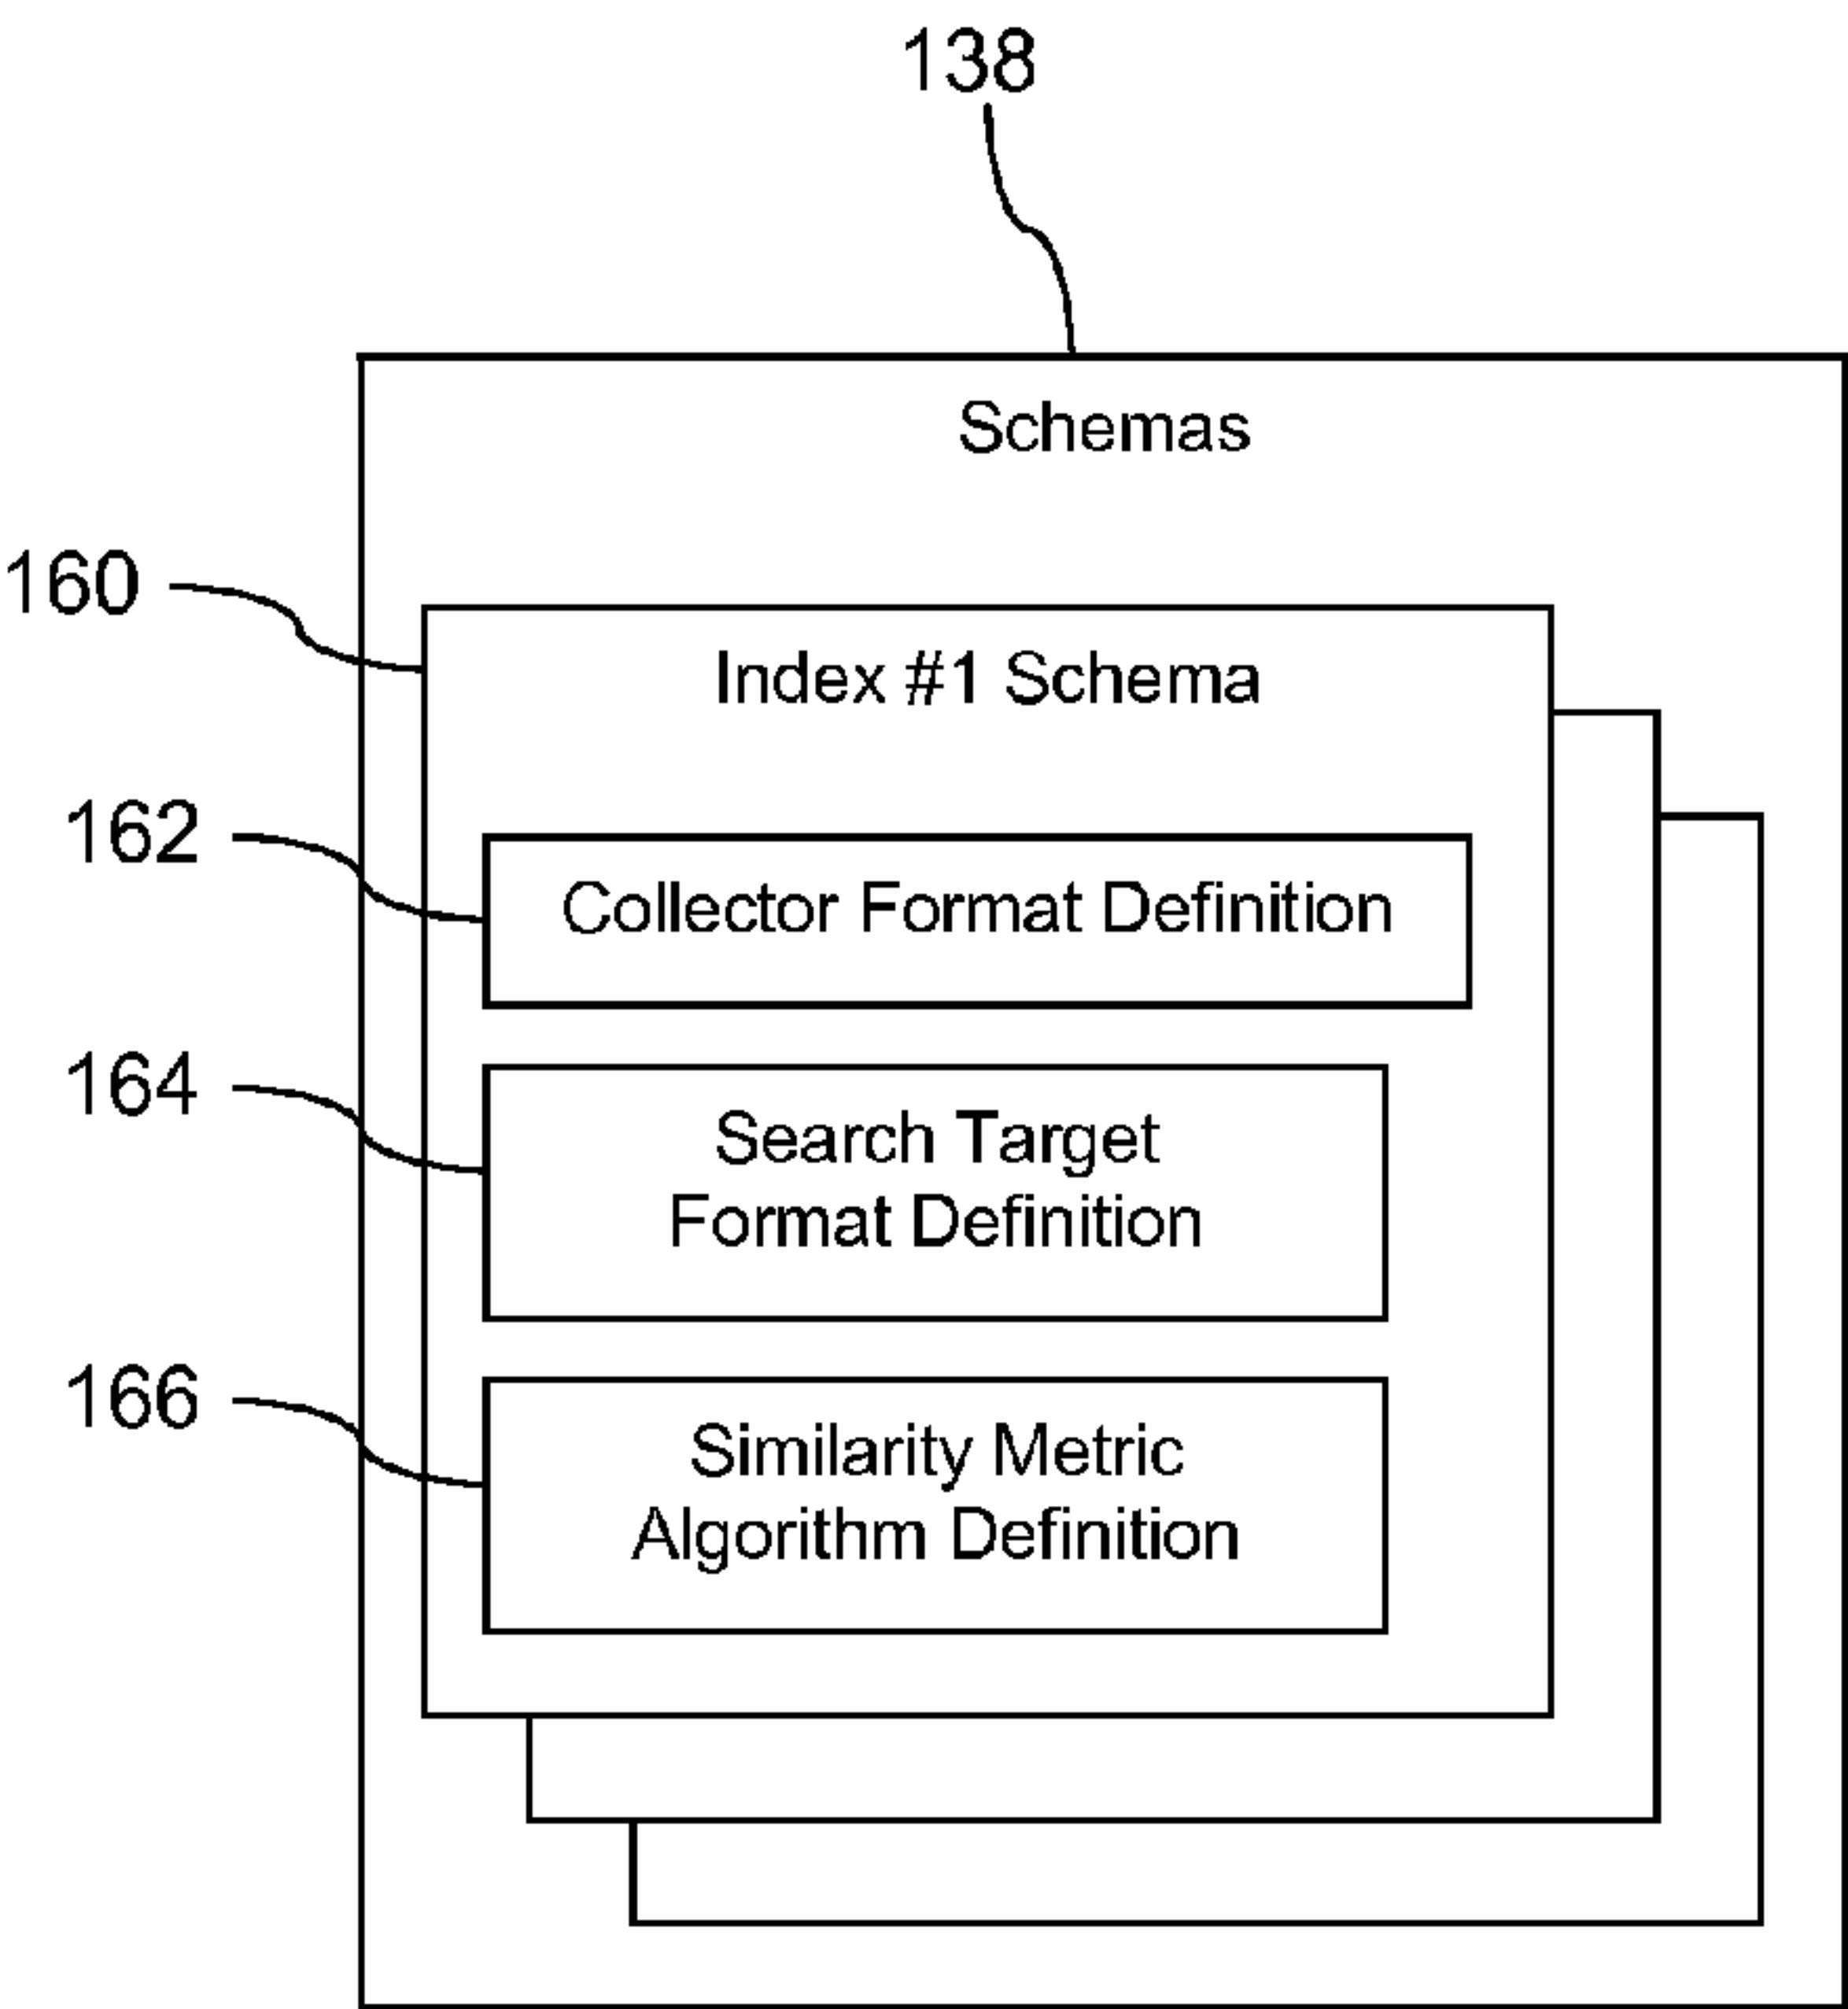 138
Schemas
160
Index #1 Schema
162
Collector Format Definition
164
Search Target
Format Definition
166
Similarity Metric
Algorithm Definition